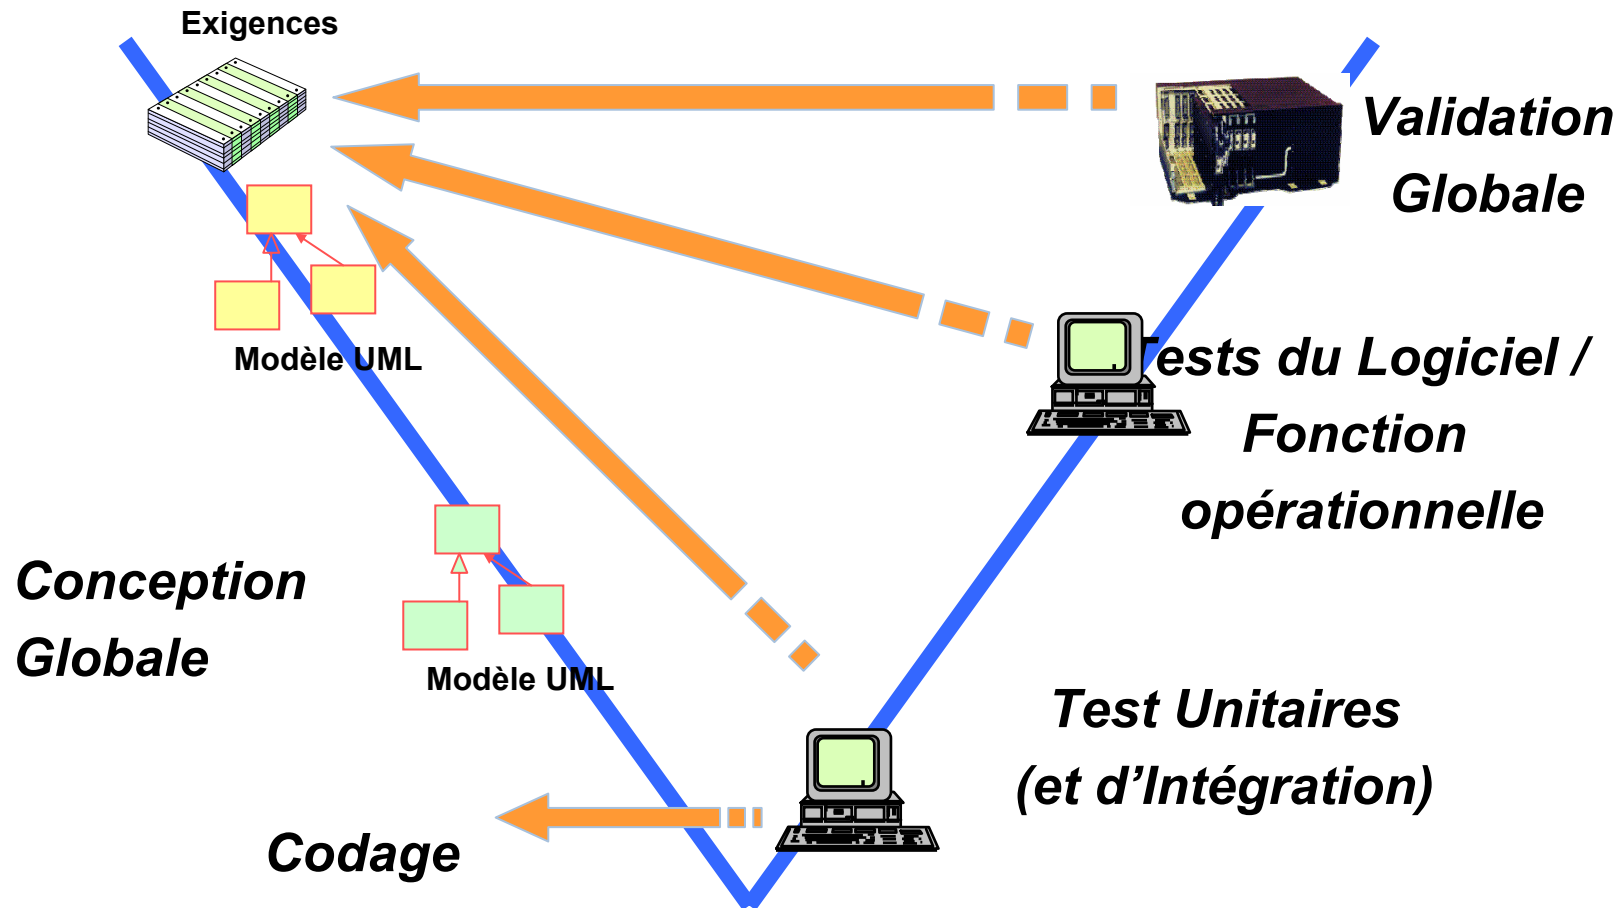 Exigences
Validation
Globale
Modèle UML
Tests du Logiciel /
Fonction
opérationnelle
Conception
Globale
Modèle UML
Test Unitaires
(et d’Intégration)
Codage